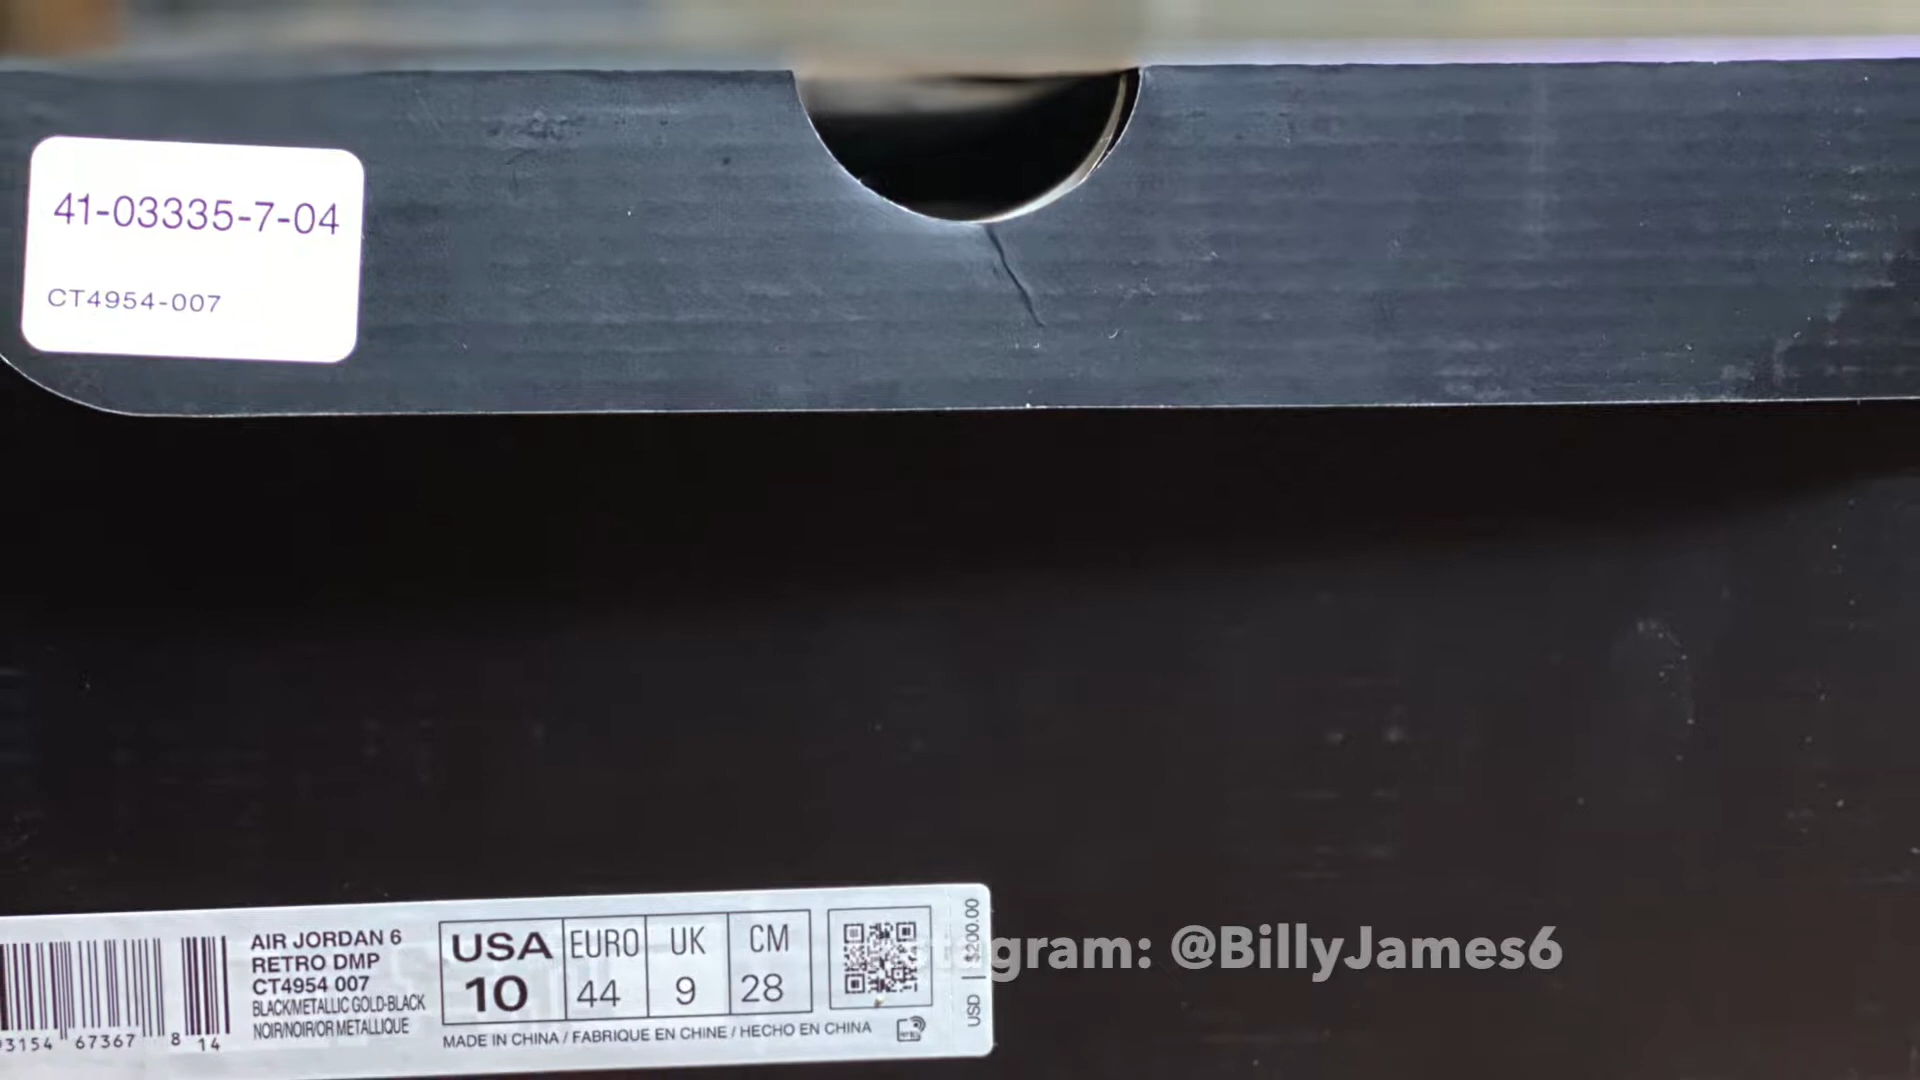 41-03335-7-04
CT4954-007
AIR JORDAN 6
RETRO DMP
CT4954 007
BLACK/METALLIC GOLD-BLACK
NOIR/NOIR/OR METALLIQUE
3154 67367 8 14
USA EURO UK CM
10 44 9 28
MADE IN CHINA / FABRIQUE EN CHINE / HECHO EN CHINA
USD | $200.00
gram: @BillyJames6